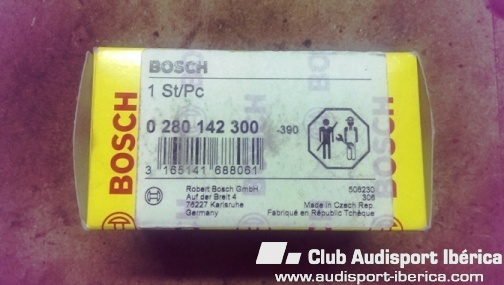 BOSCH
BOSCH
BOSCH
1 St/Pc
0 280 142 300 -390
3 165141 688061
Robert Bosch GmbH
Auf der Breit 4
76227 Karlsruhe
Germany
506230
306
Made in Czech Rep.
Fabriqué en République Tchèque
Club Audisport Ibérica
www.audisport-iberica.com